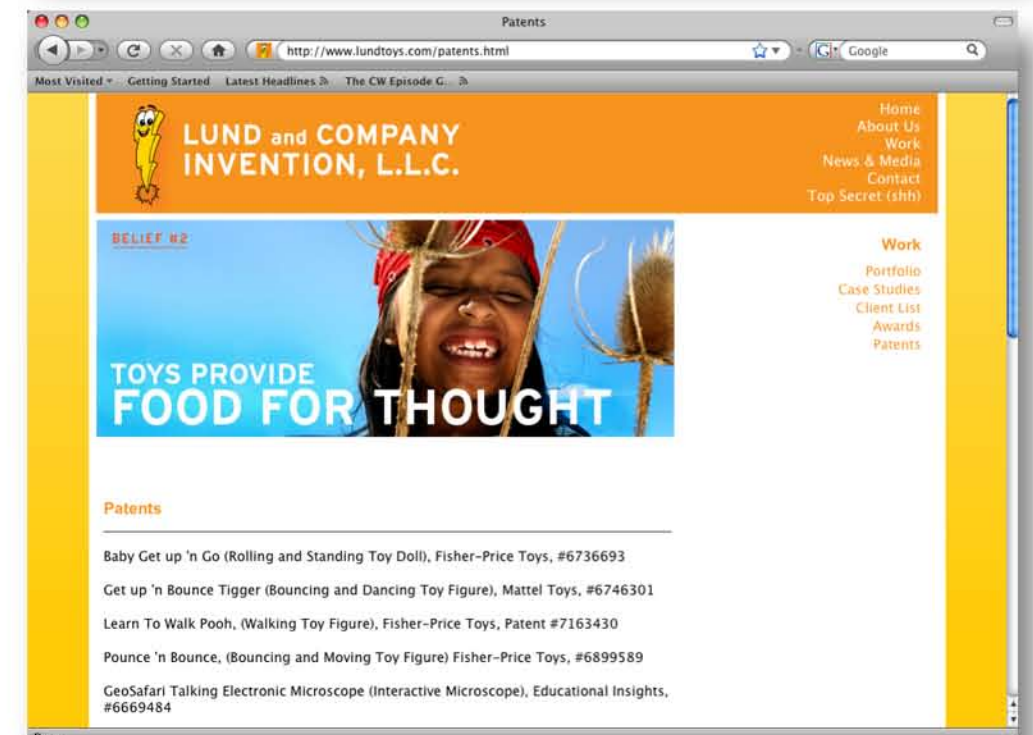 Patents
http://www.lundtoys.com/patents.html
Google
Most Visited
Getting Started
Latest Headlines
The CW Episode G...
LUND and COMPANY
INVENTION, L.L.C.
Home
About Us
Work
News & Media
Contact
Top Secret (shh)
BELIEF #2
TOYS PROVIDE
FOOD FOR THOUGHT
Work
Portfolio
Case Studies
Client List
Awards
Patents
Patents
Baby Get up 'n Go (Rolling and Standing Toy Doll), Fisher-Price Toys, #6736693
Get up 'n Bounce Tigger (Bouncing and Dancing Toy Figure), Mattel Toys, #6746301
Learn To Walk Pooh, (Walking Toy Figure), Fisher-Price Toys, Patent #7163430
Pounce 'n Bounce, (Bouncing and Moving Toy Figure) Fisher-Price Toys, #6899589
GeoSafari Talking Electronic Microscope (Interactive Microscope), Educational Insights,
#6669484